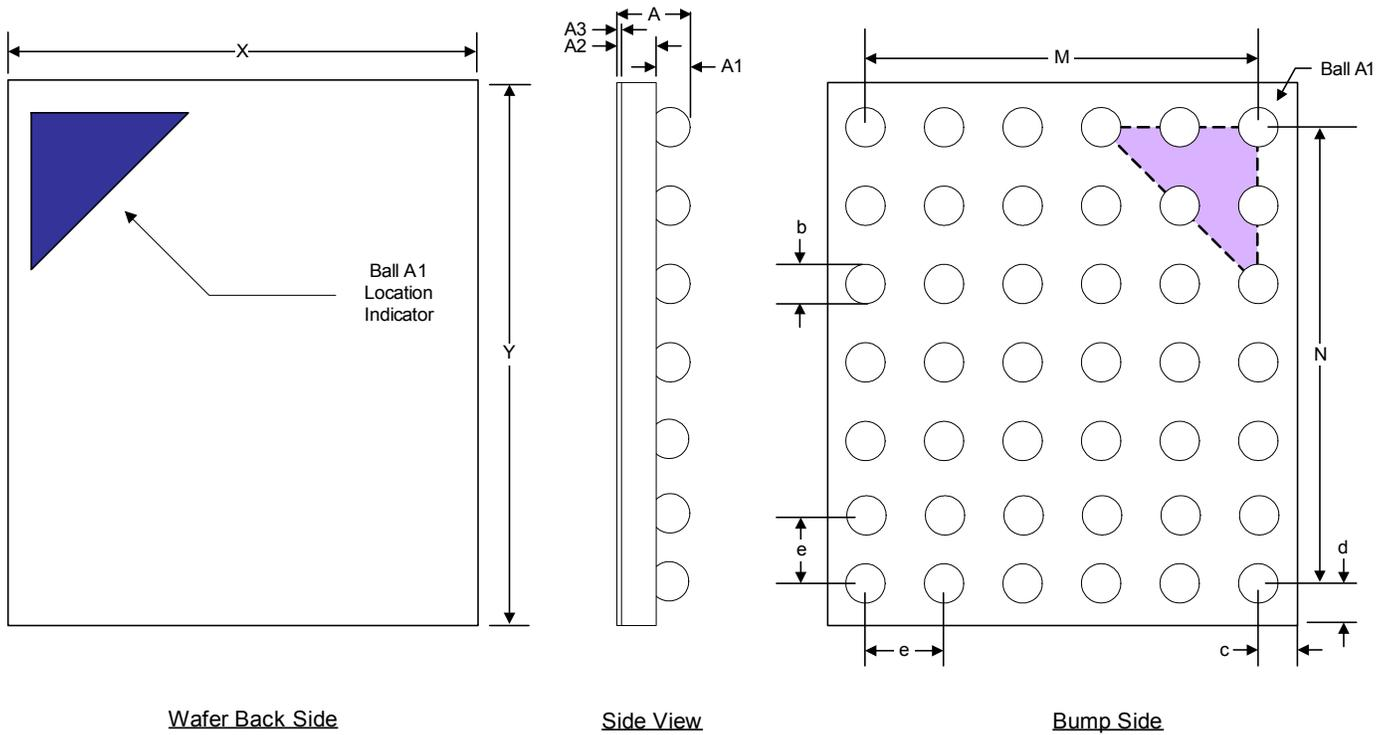 X
Y
Ball A1
Location
Indicator
Wafer Back Side
A
A3
A2
A1
Side View
M
Ball A1
b
N
e
d
e
c
Bump Side